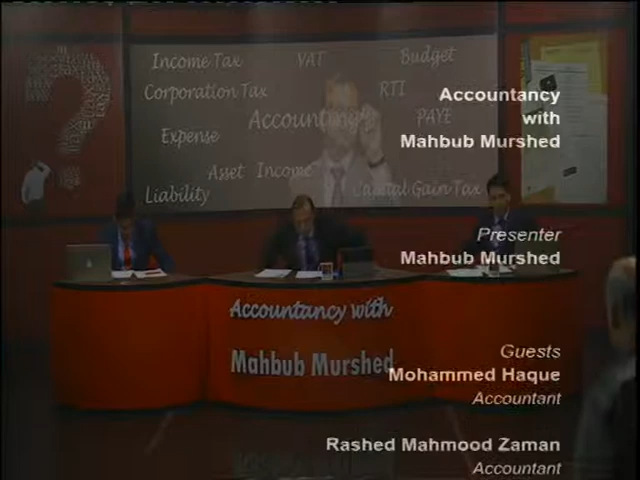 Income Tax
VAT
Budget
Corporation Tax
RTI
Accounting
PAYE
Expense
Asset
Income
Liability
Capital Gain Tax
Accountancy
with
Mahbub Murshed
Presenter
Mahbub Murshed
Guests
Mohammed Haque
Accountant
Rashed Mahmood Zaman
Accountant
Accountancy with
Mahbub Murshed